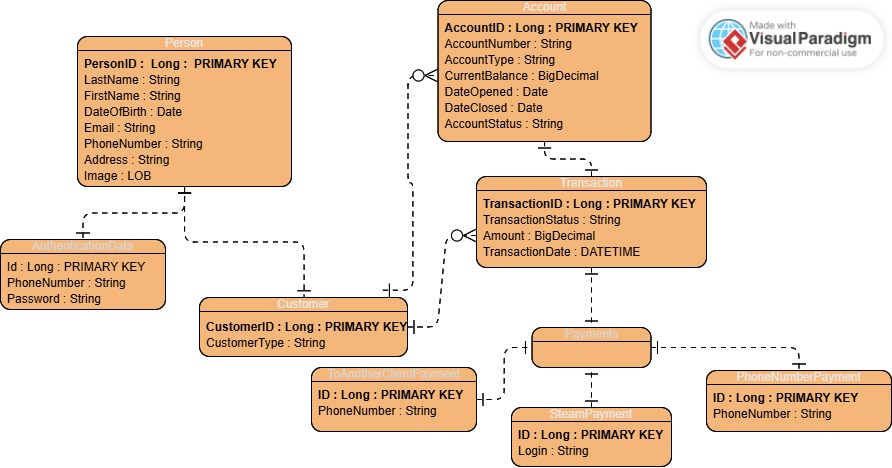 Account
AccountID : Long : PRIMARY KEY
AccountNumber : String
AccountType : String
CurrentBalance : BigDecimal
DateOpened : Date
DateClosed : Date
AccountStatus : String
Made with
Visual Paradigm
For non-commercial use
Person
PersonID : Long : PRIMARY KEY
LastName : String
FirstName : String
DateOfBirth : Date
Email : String
PhoneNumber : String
Address : String
Image : LOB
Transaction
TransactionID : Long : PRIMARY KEY
TransactionStatus : String
Amount : BigDecimal
TransactionDate : DATETIME
AuthenticationData
Id : Long : PRIMARY KEY
PhoneNumber : String
Password : String
Customer
CustomerID : Long : PRIMARY KEY
CustomerType : String
Payments
ToAnotherClientPayment
ID : Long : PRIMARY KEY
PhoneNumber : String
SteamPayment
ID : Long : PRIMARY KEY
Login : String
PhoneNumberPayment
ID : Long : PRIMARY KEY
PhoneNumber : String